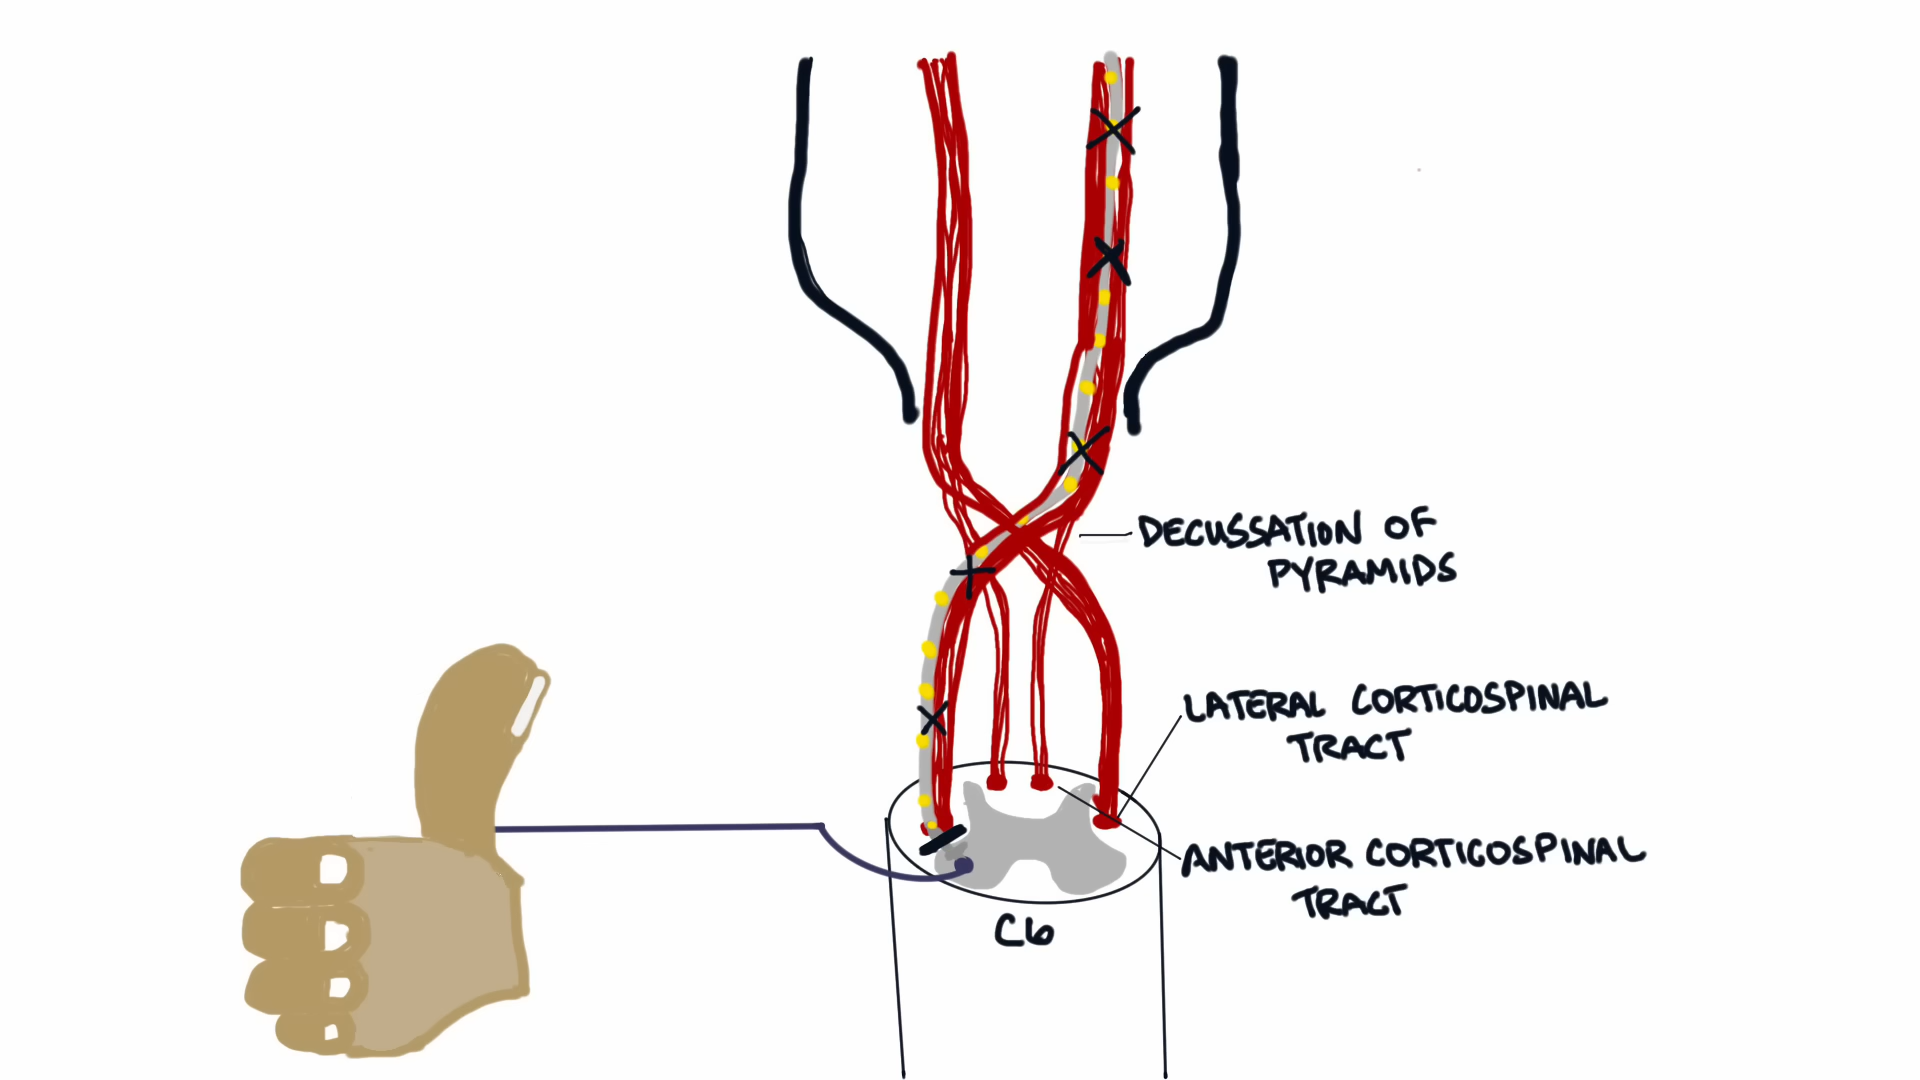 DECUSSATION OF
PYRAMIDS
LATERAL CORTICOSPINAL
TRACT
ANTERIOR CORTICOSPINAL
TRACT
C6